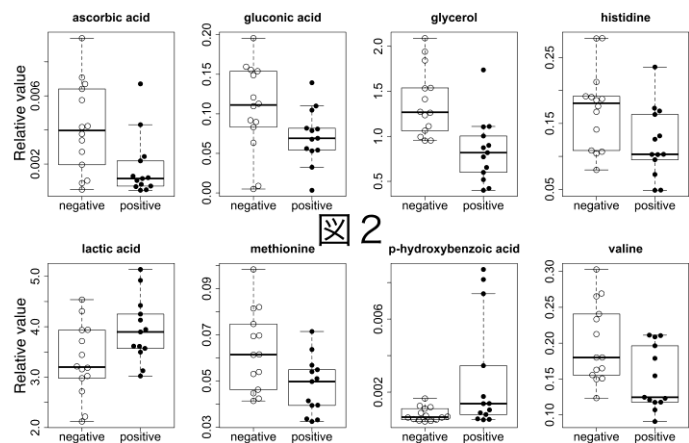 ascorbic acid
gluconic acid
glycerol
histidine
Relative value
0.002
0.006
0.00
0.05
0.10
0.15
0.20
0.5
1.0
1.5
2.0
0.05
0.15
0.25
negative positive
negative positive
negative positive
negative positive
図2
lactic acid
methionine
p-hydroxybenzoic acid
valine
Relative value
2.0
3.0
4.0
5.0
0.03
0.05
0.07
0.09
0.002
0.006
0.10
0.15
0.20
0.25
0.30
negative positive
negative positive
negative positive
negative positive